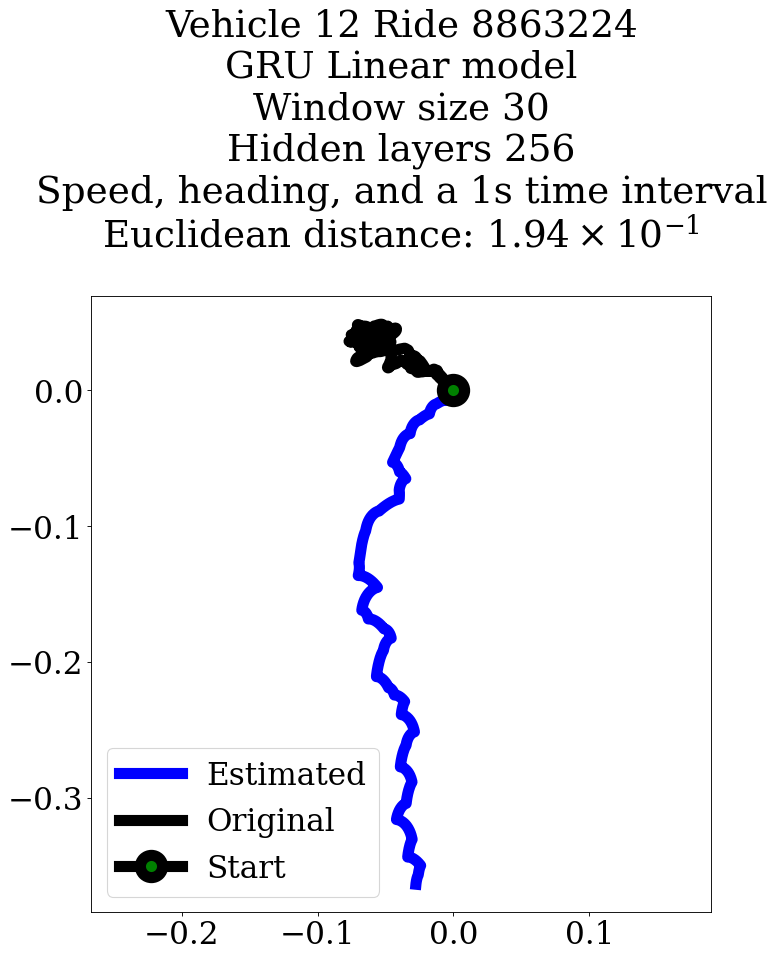 Vehicle 12 Ride 8863224
GRU Linear model
Window size 30
Hidden layers 256
Speed, heading, and a 1s time interval
Euclidean distance: 1.94 × 10⁻¹
0.0
−0.1
−0.2
−0.3
Estimated
Original
Start
−0.2 −0.1 0.0 0.1